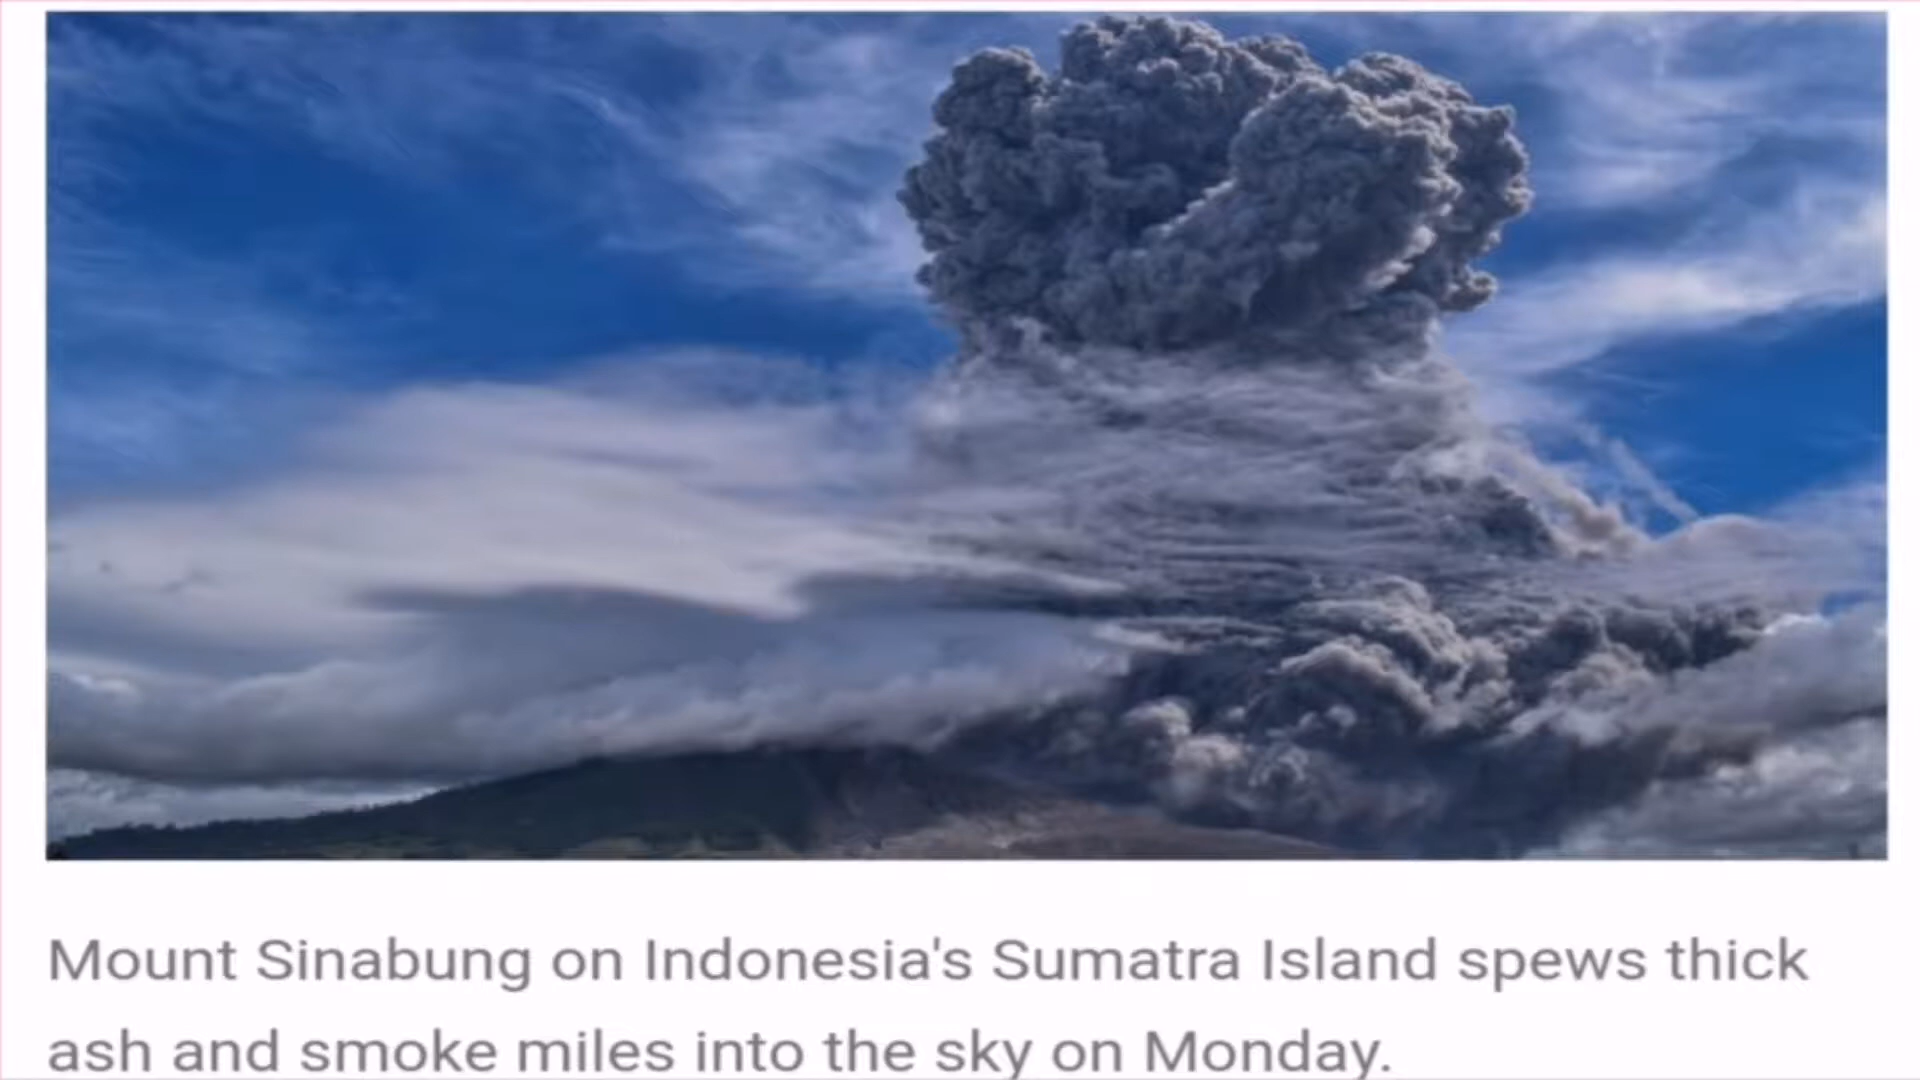 Mount Sinabung on Indonesia's Sumatra Island spews thick
ash and smoke miles into the sky on Monday.